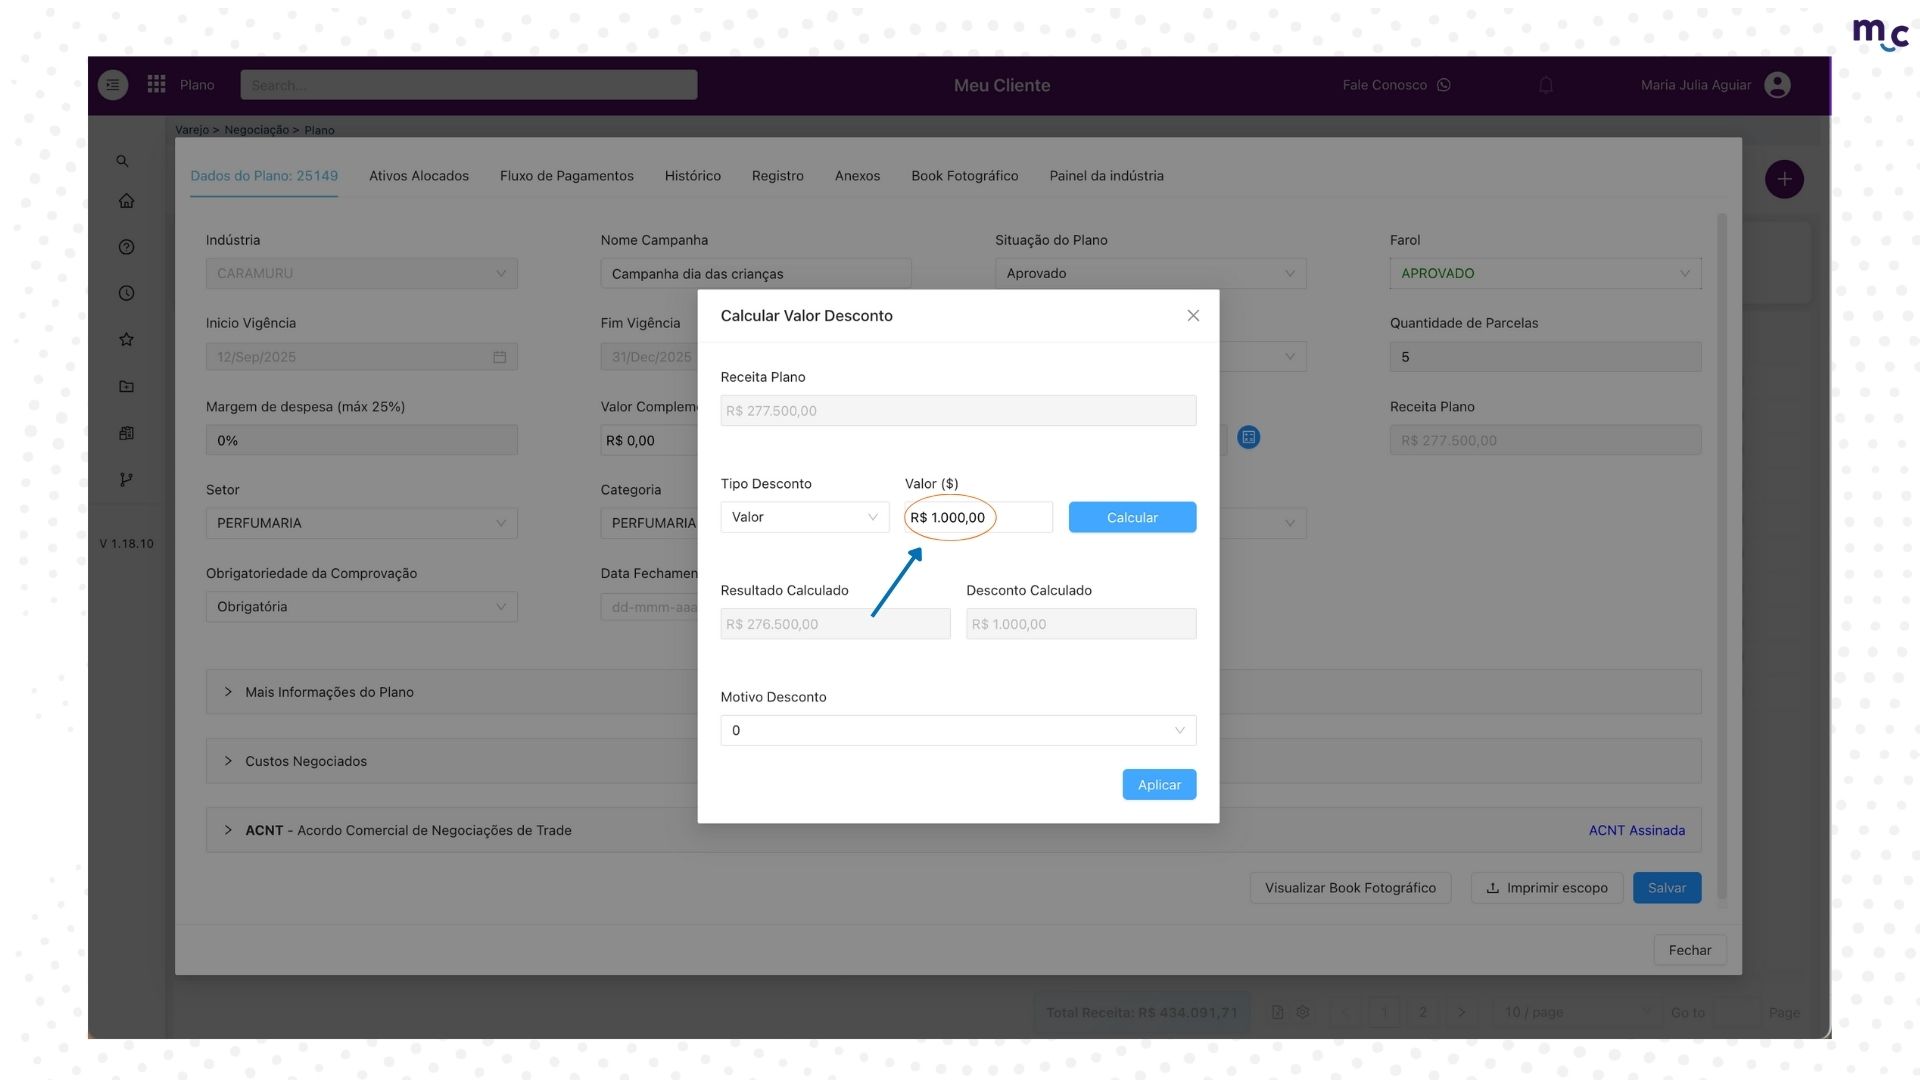 mc
Plano
Search...
Meu Cliente
Fale Conosco
Maria Julia Aguiar
Varejo > Negociação > Plano
Dados do Plano: 25149
Ativos Alocados
Fluxo de Pagamentos
Histórico
Registro
Anexos
Book Fotográfico
Painel da indústria
Indústria
Nome Campanha
Situação do Plano
Farol
CARAMURU
Campanha dia das crianças
Aprovado
APROVADO
Inicio Vigência
Fim Vigência
Quantidade de Parcelas
12/Sep/2025
31/Dec/2025
5
Margem de despesa (máx 25%)
Valor Complem
Receita Plano
0%
R$ 0,00
R$ 277.500,00
Setor
Categoria
PERFUMARIA
PERFUMARIA
V 1.18.10
Obrigatoriedade da Comprovação
Data Fechamen
Obrigatória
dd-mmm-aaa
Calcular Valor Desconto
Receita Plano
R$ 277.500,00
Tipo Desconto
Valor ($)
Valor
R$ 1.000,00
Calcular
Resultado Calculado
Desconto Calculado
R$ 276.500,00
R$ 1.000,00
Motivo Desconto
0
Aplicar
Mais Informações do Plano
Custos Negociados
ACNT - Acordo Comercial de Negociações de Trade
ACNT Assinada
Visualizar Book Fotográfico
Imprimir escopo
Salvar
Fechar
Total Receita: R$ 434.091,71
1
2
10 / page
Go to
Page